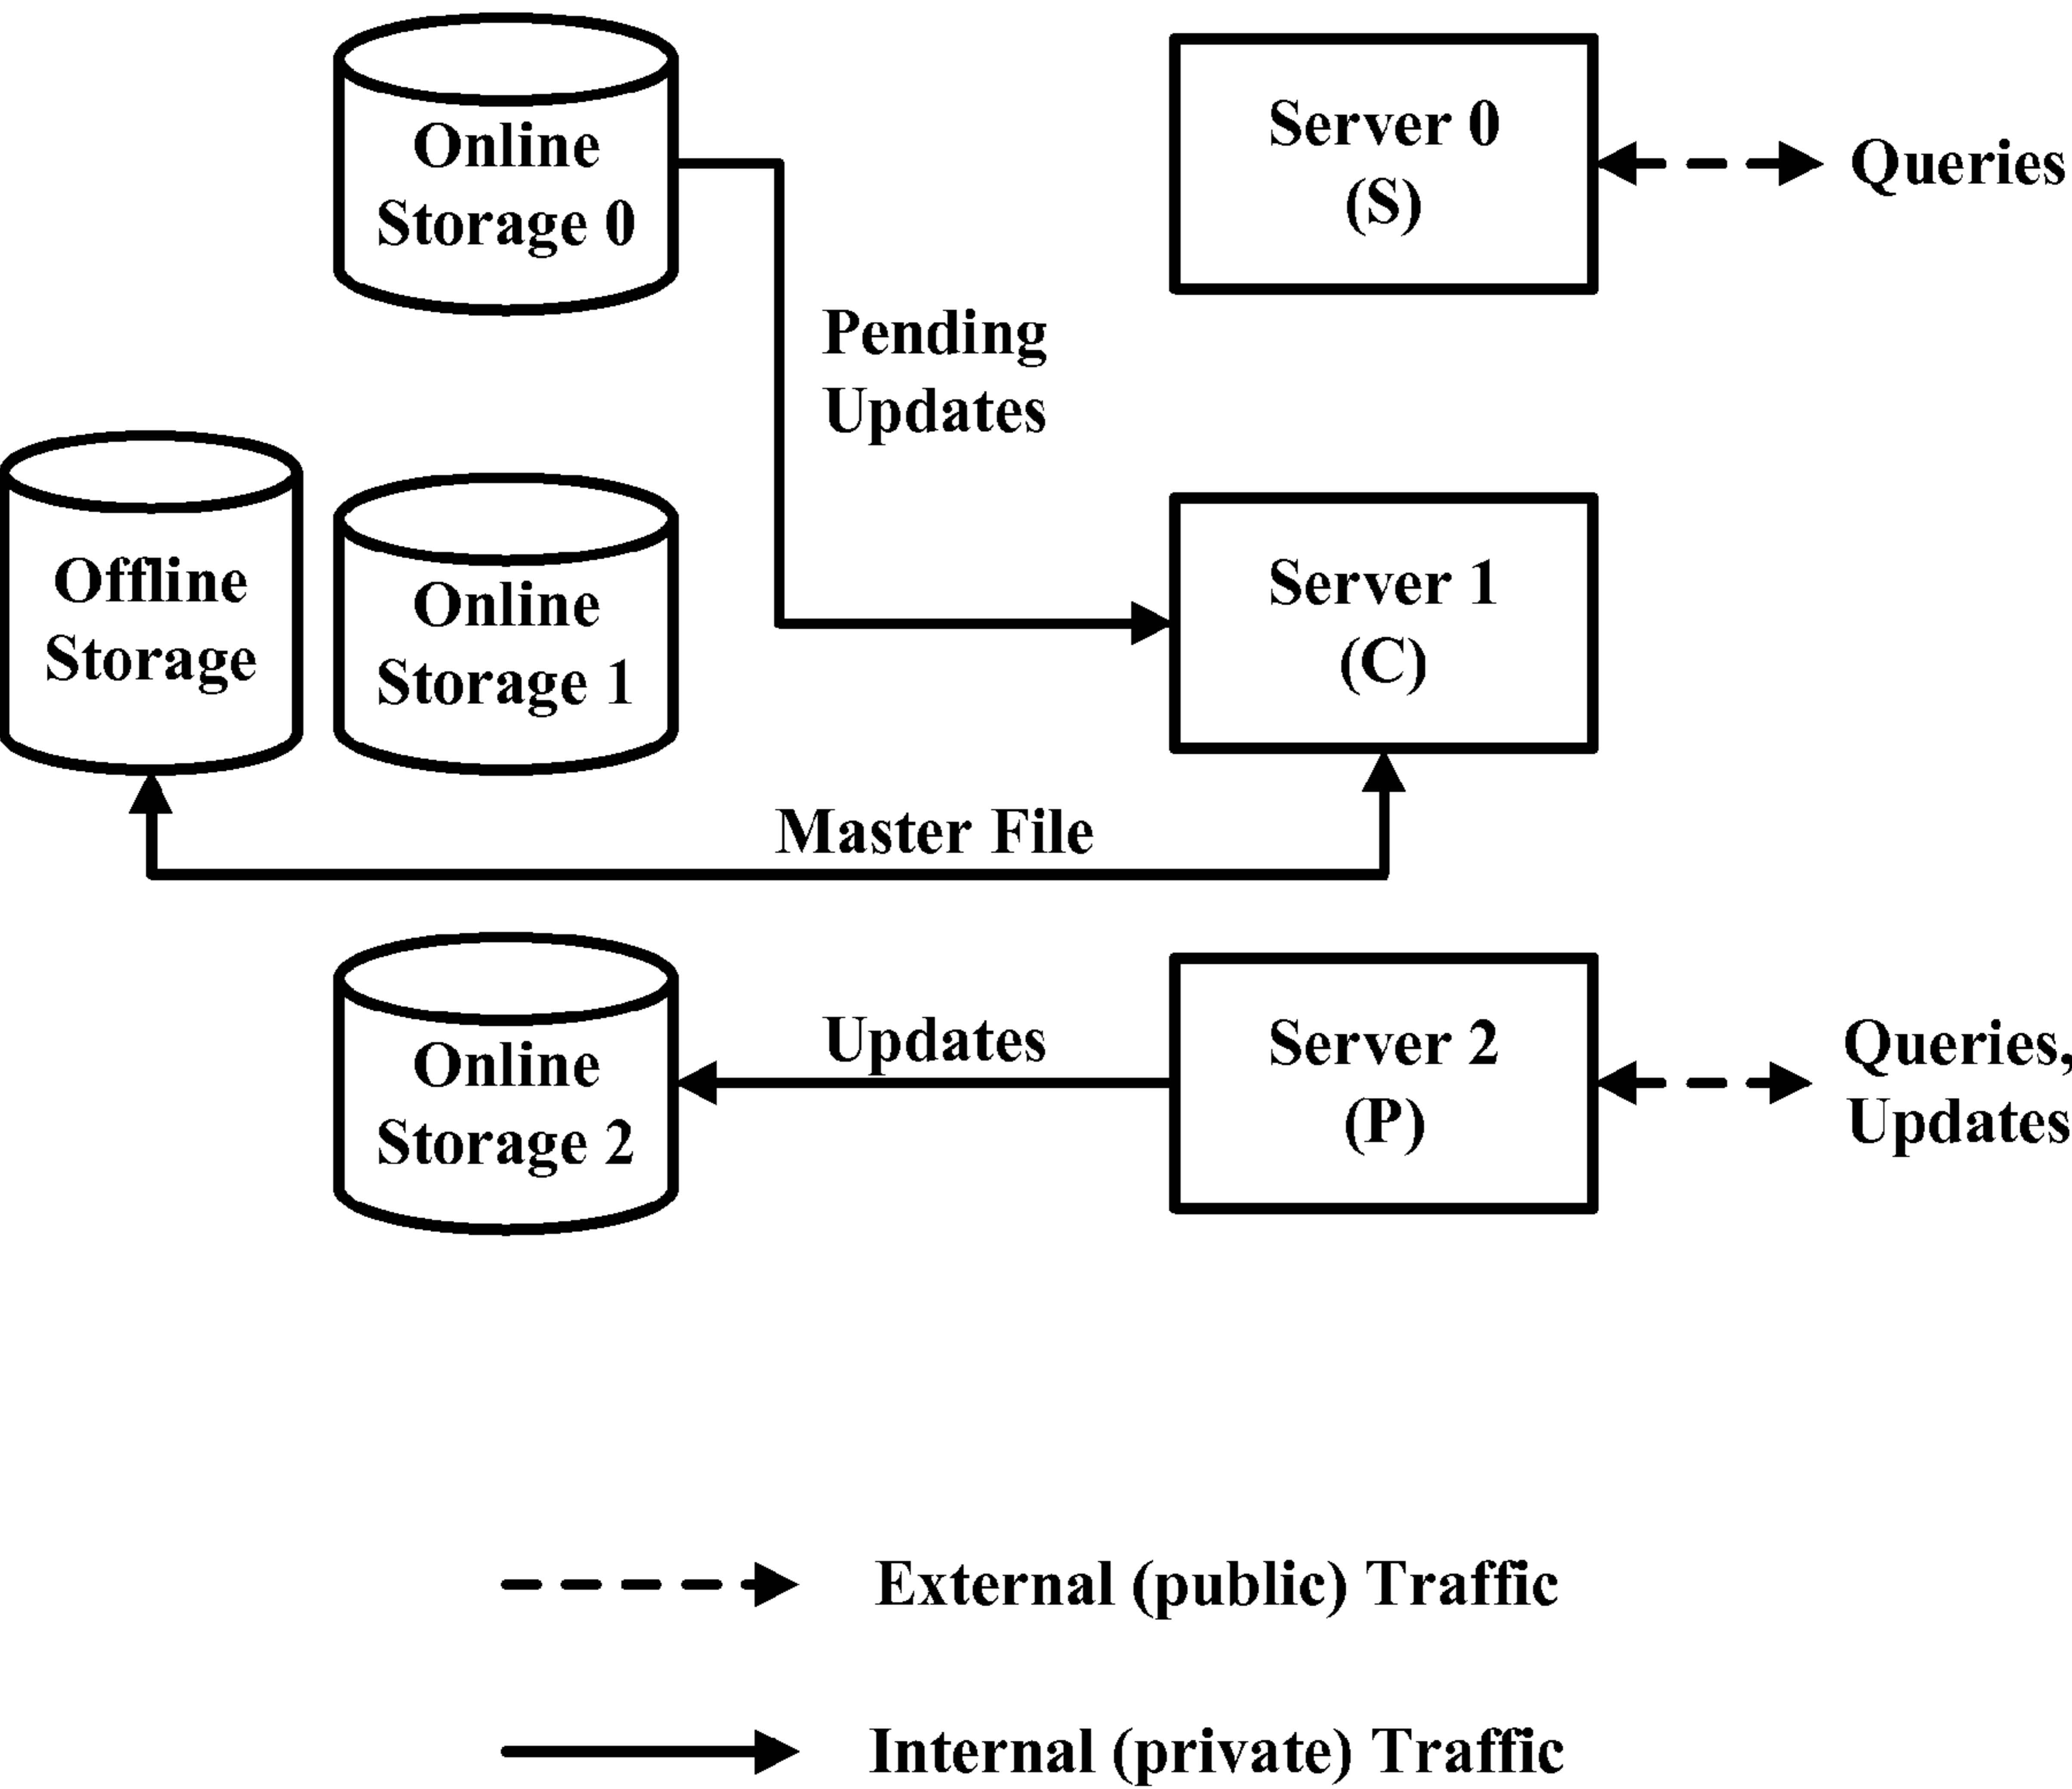 Online
Storage 0
Server 0
(S)
Queries
Pending
Updates
Offline
Storage
Online
Storage 1
Server 1
(C)
Master File
Online
Storage 2
Updates
Server 2
(P)
Queries,
Updates
External (public) Traffic
Internal (private) Traffic